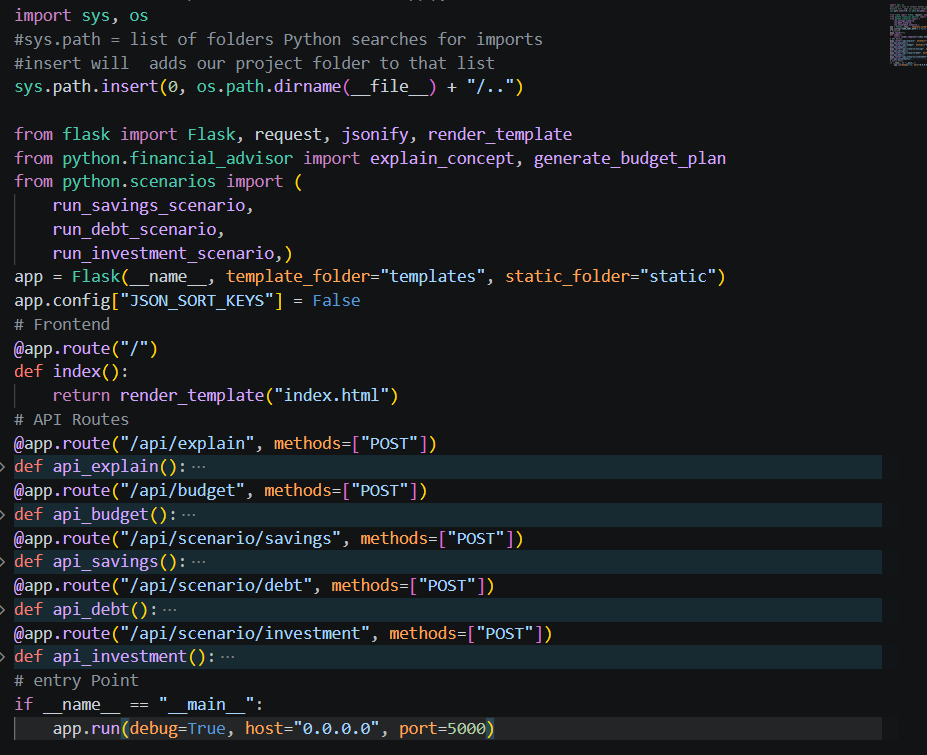 import sys, os
#sys.path = list of folders Python searches for imports
#insert will  adds our project folder to that list
sys.path.insert(0, os.path.dirname(__file__) + "/..")

from flask import Flask, request, jsonify, render_template
from python.financial_advisor import explain_concept, generate_budget_plan
from python.scenarios import (
    run_savings_scenario,
    run_debt_scenario,
    run_investment_scenario,)
app = Flask(__name__, template_folder="templates", static_folder="static")
app.config["JSON_SORT_KEYS"] = False
# Frontend
@app.route("/")
def index():
    return render_template("index.html")
# API Routes
@app.route("/api/explain", methods=["POST"])
def api_explain():···
@app.route("/api/budget", methods=["POST"])
def api_budget():···
@app.route("/api/scenario/savings", methods=["POST"])
def api_savings():···
@app.route("/api/scenario/debt", methods=["POST"])
def api_debt():···
@app.route("/api/scenario/investment", methods=["POST"])
def api_investment():···
# entry Point
if __name__ == "__main__":
    app.run(debug=True, host="0.0.0.0", port=5000)